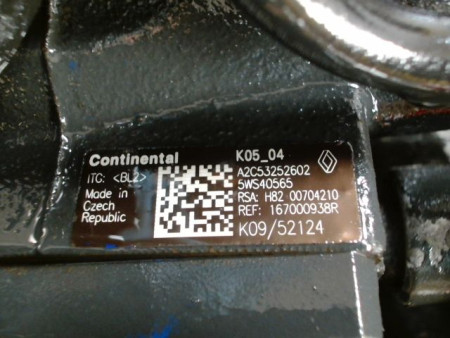 Continental
ITC: <BL2>
Made in
Czech
Republic
K05_04
A2C53252602
5WS40565
RSA: H82 00704210
REF: 167000938R
K09/52124